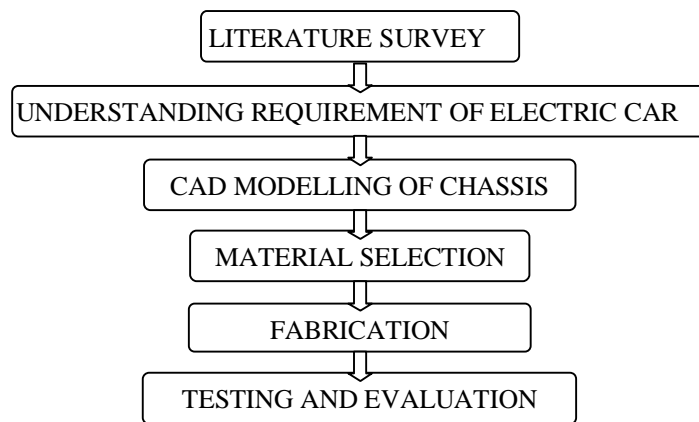 LITERATURE SURVEY
UNDERSTANDING REQUIREMENT OF ELECTRIC CAR
CAD MODELLING OF CHASSIS
MATERIAL SELECTION
FABRICATION
TESTING AND EVALUATION